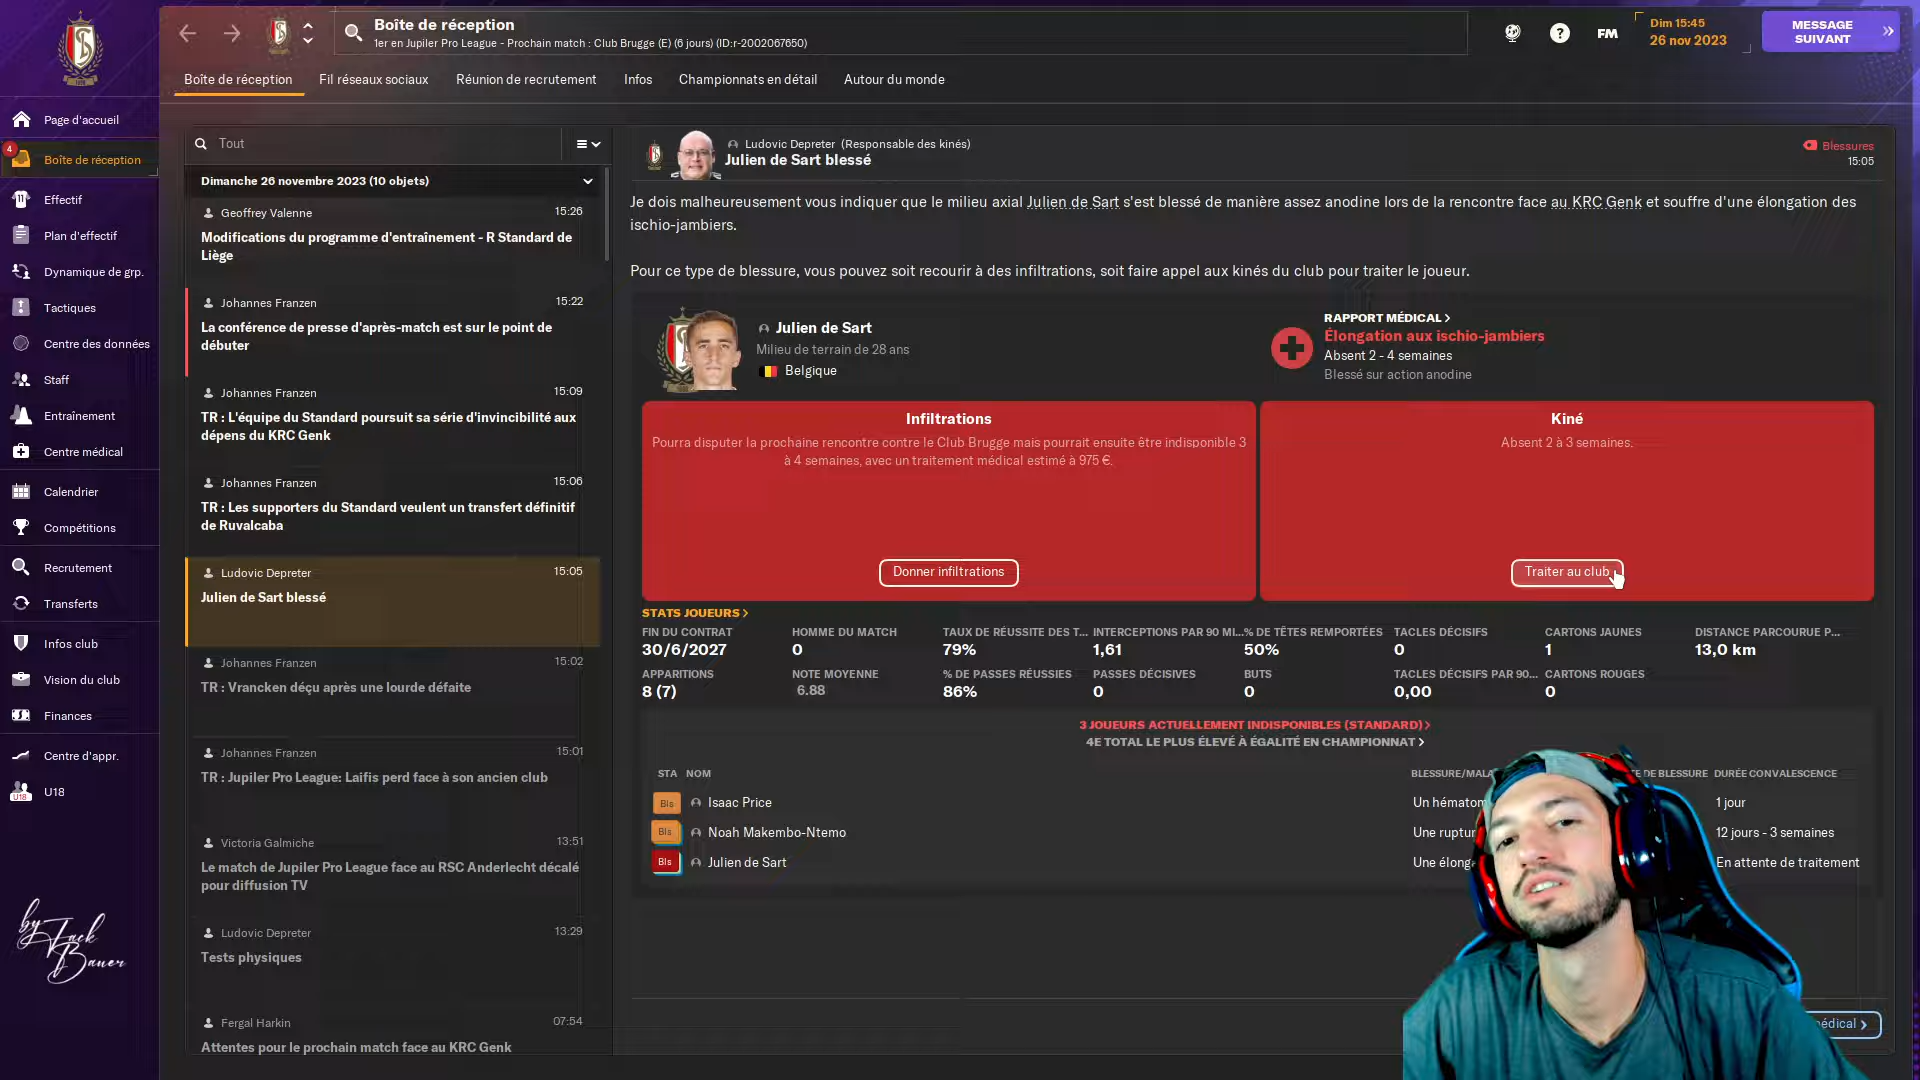 Boîte de réception
1er en Jupiler Pro League - Prochain match : Club Brugge (E) (6 jours) (ID:r-2002067650)
FM
Dim 15:45
26 nov 2023
MESSAGE
SUIVANT
Boîte de réception
Fil réseaux sociaux
Réunion de recrutement
Infos
Championnats en détail
Autour du monde
Page d'accueil
4
Boîte de réception
Effectif
Plan d'effectif
Dynamique de grp.
Tactiques
Centre des données
Staff
Entraînement
Centre médical
Calendrier
Compétitions
Recrutement
Transferts
Infos club
Vision du club
Finances
Centre d'appr.
U18
U18
by Jack
Bauer
Tout
Dimanche 26 novembre 2023 (10 objets)
Geoffrey Valenne
15:26
Modifications du programme d'entraînement - R Standard de
Liège
Johannes Franzen
15:22
La conférence de presse d'après-match est sur le point de
débuter
Johannes Franzen
15:09
TR : L'équipe du Standard poursuit sa série d'invincibilité aux
dépens du KRC Genk
Johannes Franzen
15:06
TR : Les supporters du Standard veulent un transfert définitif
de Ruvalcaba
Ludovic Depreter
15:05
Julien de Sart blessé
Johannes Franzen
15:02
TR : Vrancken déçu après une lourde défaite
Johannes Franzen
15:01
TR : Jupiler Pro League: Laifis perd face à son ancien club
Victoria Galmiche
13:51
Le match de Jupiler Pro League face au RSC Anderlecht décalé
pour diffusion TV
Ludovic Depreter
13:29
Tests physiques
Fergal Harkin
07:54
Attentes pour le prochain match face au KRC Genk
Ludovic Depreter (Responsable des kinés)
Julien de Sart blessé
Blessures
15:05
Je dois malheureusement vous indiquer que le milieu axial Julien de Sart s'est blessé de manière assez anodine lors de la rencontre face au KRC Genk et souffre d'une élongation des
ischio-jambiers.
Pour ce type de blessure, vous pouvez soit recourir à des infiltrations, soit faire appel aux kinés du club pour traiter le joueur.
Julien de Sart
Milieu de terrain de 28 ans
Belgique
RAPPORT MÉDICAL
Élongation aux ischio-jambiers
Absent 2 - 4 semaines
Blessé sur action anodine
Infiltrations
Pourra disputer la prochaine rencontre contre le Club Brugge mais pourrait ensuite être indisponible 3
à 4 semaines, avec un traitement médical estimé à 975 €.
Donner infiltrations
Kiné
Absent 2 à 3 semaines.
Traiter au club
STATS JOUEURS
FIN DU CONTRAT
HOMME DU MATCH
TAUX DE RÉUSSITE DES T...
INTERCEPTIONS PAR 90 MI...
% DE TÊTES REMPORTÉES
TACLES DÉCISIFS
CARTONS JAUNES
DISTANCE PARCOURUE P...
30/6/2027
0
79%
1,61
50%
0
1
13,0 km
APPARITIONS
NOTE MOYENNE
% DE PASSES RÉUSSIES
PASSES DÉCISIVES
BUTS
TACLES DÉCISIFS PAR 90...
CARTONS ROUGES
8 (7)
6.88
86%
0
0
0,00
0
3 JOUEURS ACTUELLEMENT INDISPONIBLES (STANDARD)
4E TOTAL LE PLUS ÉLEVÉ À ÉGALITÉ EN CHAMPIONNAT
STA
NOM
BLESSURE/MALA
DE BLESSURE
DURÉE CONVALESCENCE
Bls
Isaac Price
Un hématom
1 jour
Bls
Noah Makembo-Ntemo
Une ruptur
12 jours - 3 semaines
Bls
Julien de Sart
Une élong
En attente de traitement
édical